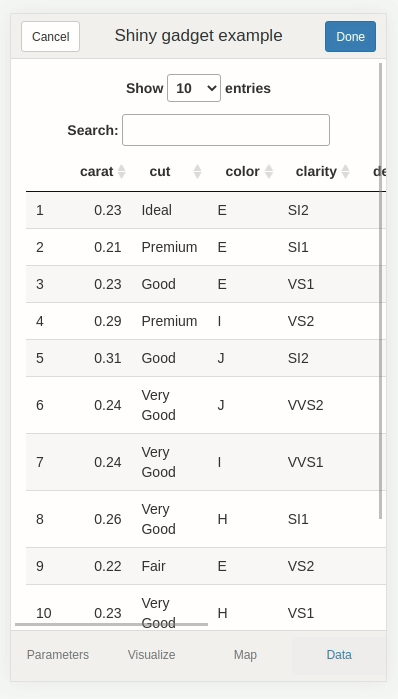 Cancel Shiny gadget example Done
Show 10 entries
Search:
carat cut color clarity de
1 0.23 Ideal E SI2
2 0.21 Premium E SI1
3 0.23 Good E VS1
4 0.29 Premium I VS2
5 0.31 Good J SI2
6 0.24 Very Good J VVS2
7 0.24 Very Good I VVS1
8 0.26 Very Good H SI1
9 0.22 Fair E VS2
10 0.23 Very Good H VS1
Parameters Visualize Map Data